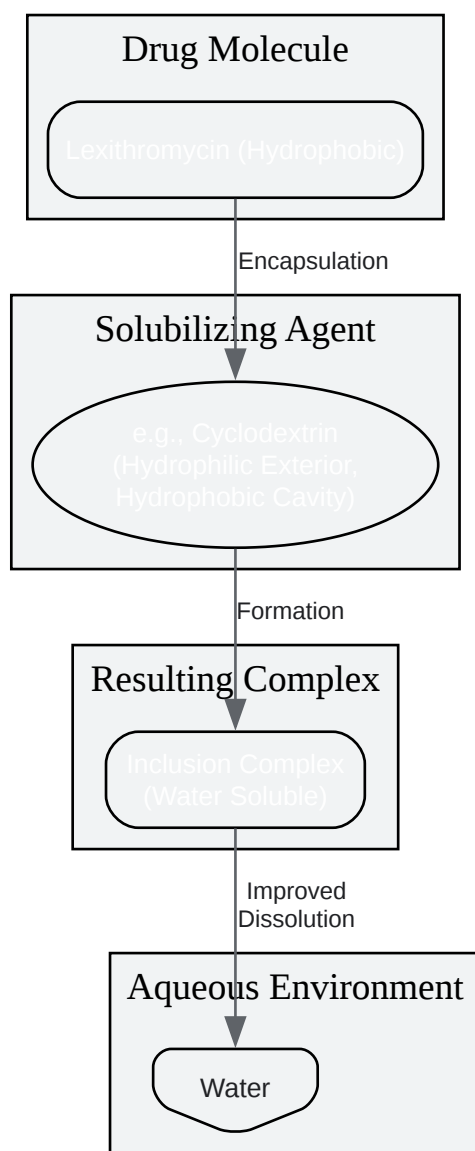 Drug Molecule
Lexithromycin (Hydrophobic)
Encapsulation
Solubilizing Agent
e.g., Cyclodextrin
(Hydrophilic Exterior,
Hydrophobic Cavity)
Formation
Resulting Complex
Inclusion Complex
(Water Soluble)
Improved
Dissolution
Aqueous Environment
Water